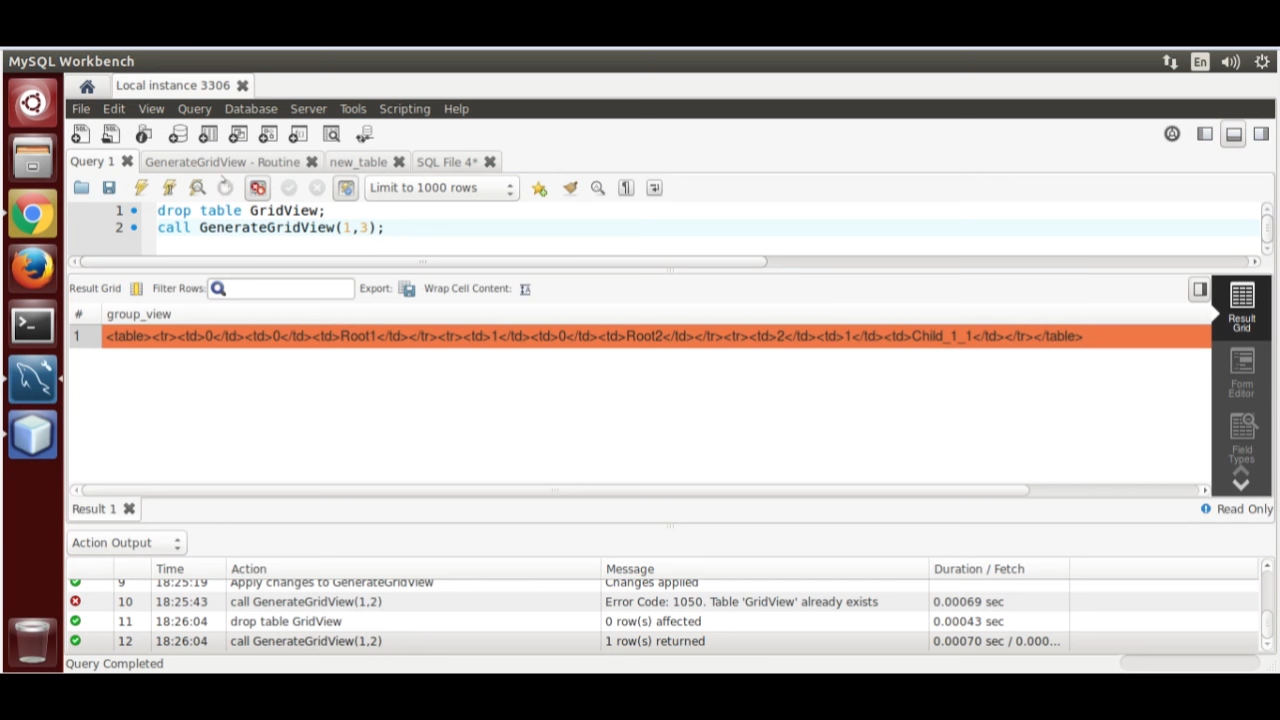 MySQL Workbench
En
Local instance 3306
File Edit View Query Database Server Tools Scripting Help
Query 1 GenerateGridView - Routine new_table SQL File 4*
Limit to 1000 rows
1 drop table GridView;
2 call GenerateGridView(1,3);
Result Grid Filter Rows: Export: Wrap Cell Content:
# group_view
1 <table><tr><td>0</td><td>0</td><td>Root1</td></tr><tr><td>1</td><td>0</td><td>Root2</td></tr><tr><td>2</td><td>1</td><td>Child_1_1</td></tr></table>
Result Grid
Form Editor
Field Types
Result 1 Read Only
Action Output
Time Action Message Duration / Fetch
9 18:25:19 Apply changes to GenerateGridView Changes applied
10 18:25:43 call GenerateGridView(1,2) Error Code: 1050. Table 'GridView' already exists 0.00069 sec
11 18:26:04 drop table GridView 0 row(s) affected 0.00043 sec
12 18:26:04 call GenerateGridView(1,2) 1 row(s) returned 0.00070 sec / 0.000...
Query Completed